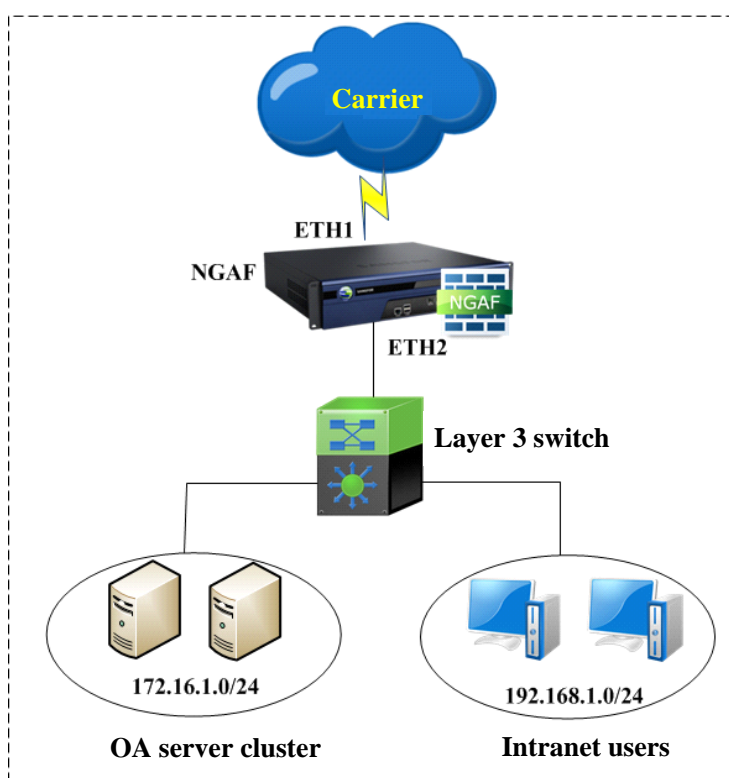 Carrier
ETH1
NGAF
NGAF
ETH2
Layer 3 switch
172.16.1.0/24
192.168.1.0/24
OA server cluster
Intranet users